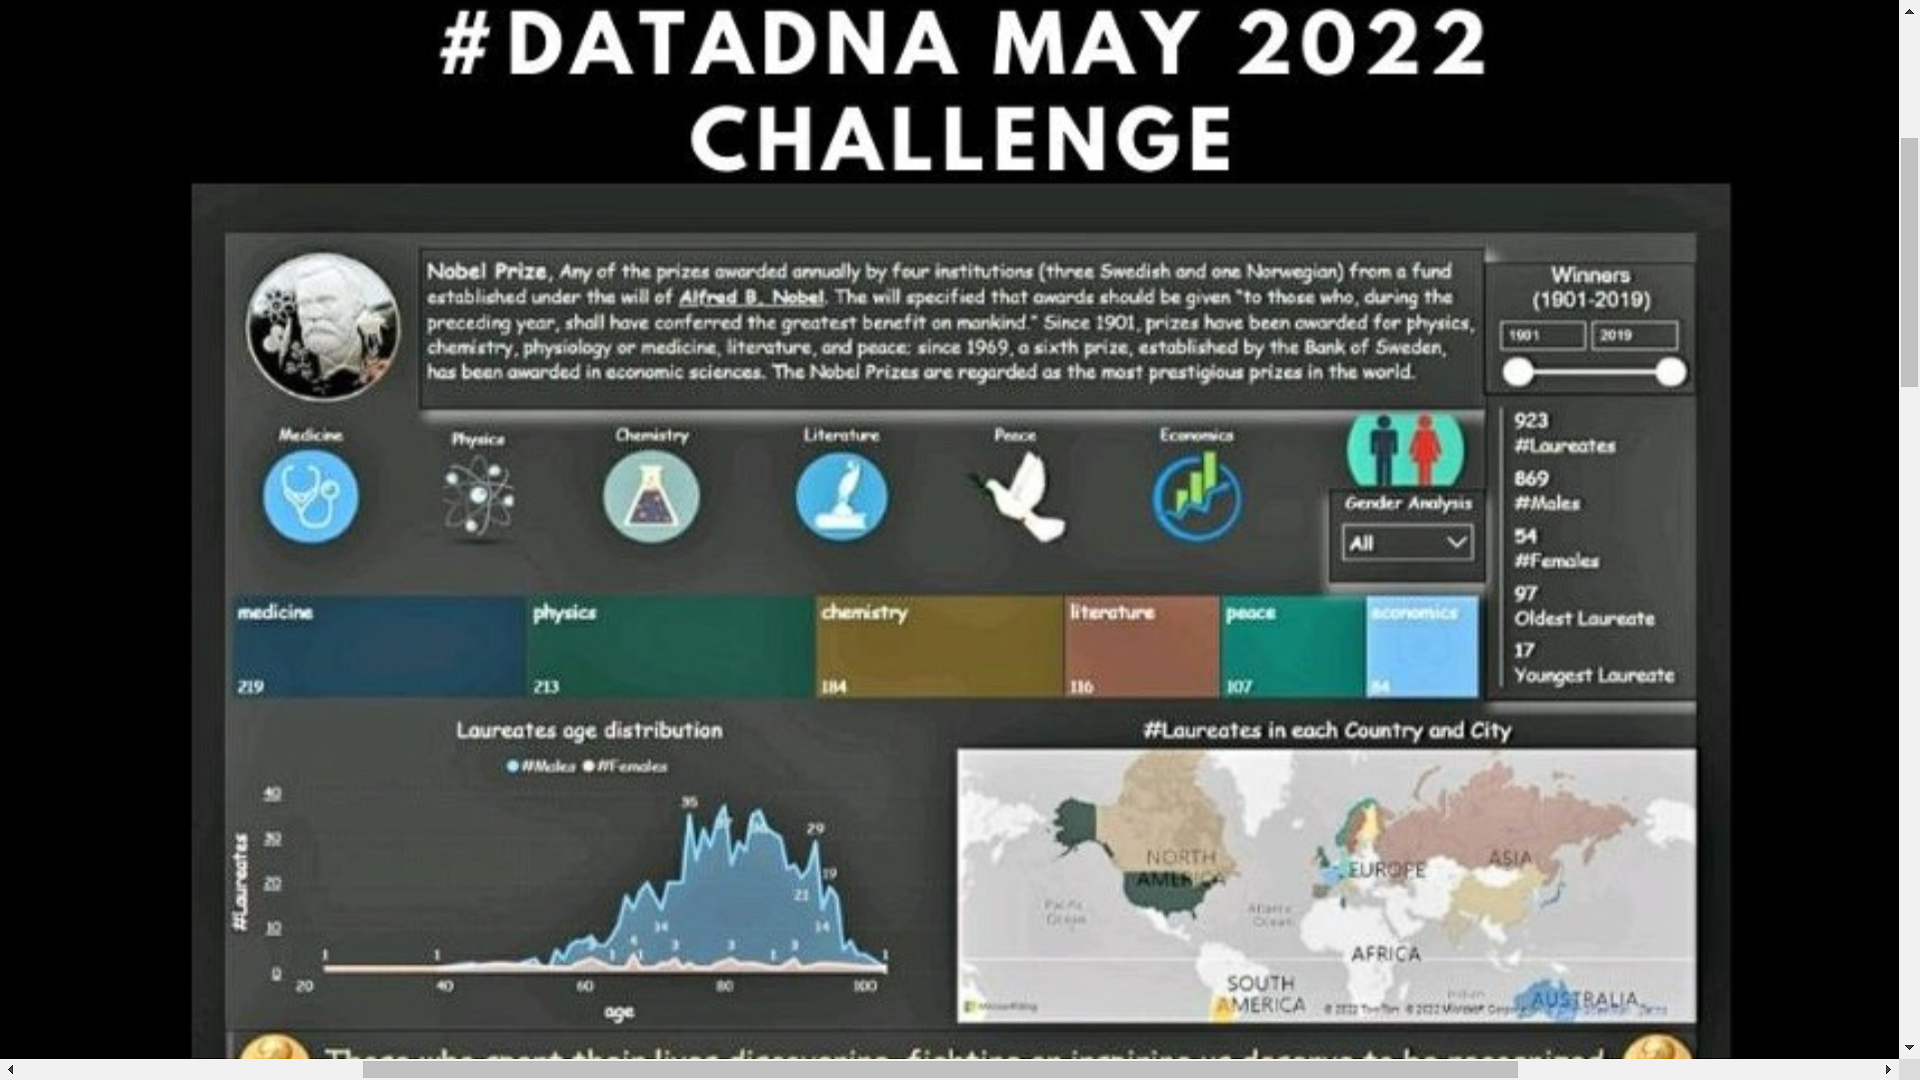 #DATADNA MAY 2022
CHALLENGE
Nobel Prize, Any of the prizes awarded annually by four institutions (three Swedish and one Norwegian) from a fund
established under the will of Alfred B. Nobel. The will specified that awards should be given "to those who, during the
preceding year, shall have conferred the greatest benefit on mankind." Since 1901, prizes have been awarded for physics,
chemistry, physiology or medicine, literature, and peace; since 1969, a sixth prize, established by the Bank of Sweden,
has been awarded in economic sciences. The Nobel Prizes are regarded as the most prestigious prizes in the world.
Winners
(1901-2019)
1901 2019
Medicine Physics Chemistry Literature Peace Economics
Gender Analysis
All
923
#Laureates
869
#Males
54
#Females
97
Oldest Laureate
17
Youngest Laureate
medicine physics chemistry literature peace economics
219 213 184 116 107 84
Laureates age distribution
#Males #Females
#Laureates
40
30
20
10
0
35
29
19
21
14
14
1 1 4 1 3 3 3 1
20 40 60 80 100
age
#Laureates in each Country and City
NORTH
AMERICA
EUROPE
ASIA
Pacific
Ocean
Atlantic
Ocean
AFRICA
SOUTH
AMERICA
AUSTRALIA
Microsoft Bing
© 2022 TomTom © 2022 Microsoft Terms
Those who spent their lives discovering, fighting or inspiring us deserve to be recognized